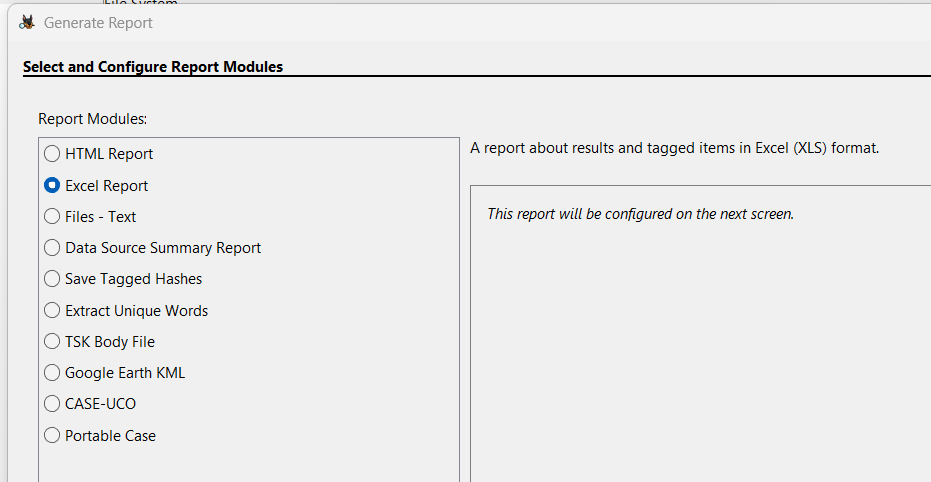 File System
Generate Report
Select and Configure Report Modules
Report Modules:
HTML Report
A report about results and tagged items in Excel (XLS) format.
Excel Report
Files - Text
This report will be configured on the next screen.
Data Source Summary Report
Save Tagged Hashes
Extract Unique Words
TSK Body File
Google Earth KML
CASE-UCO
Portable Case